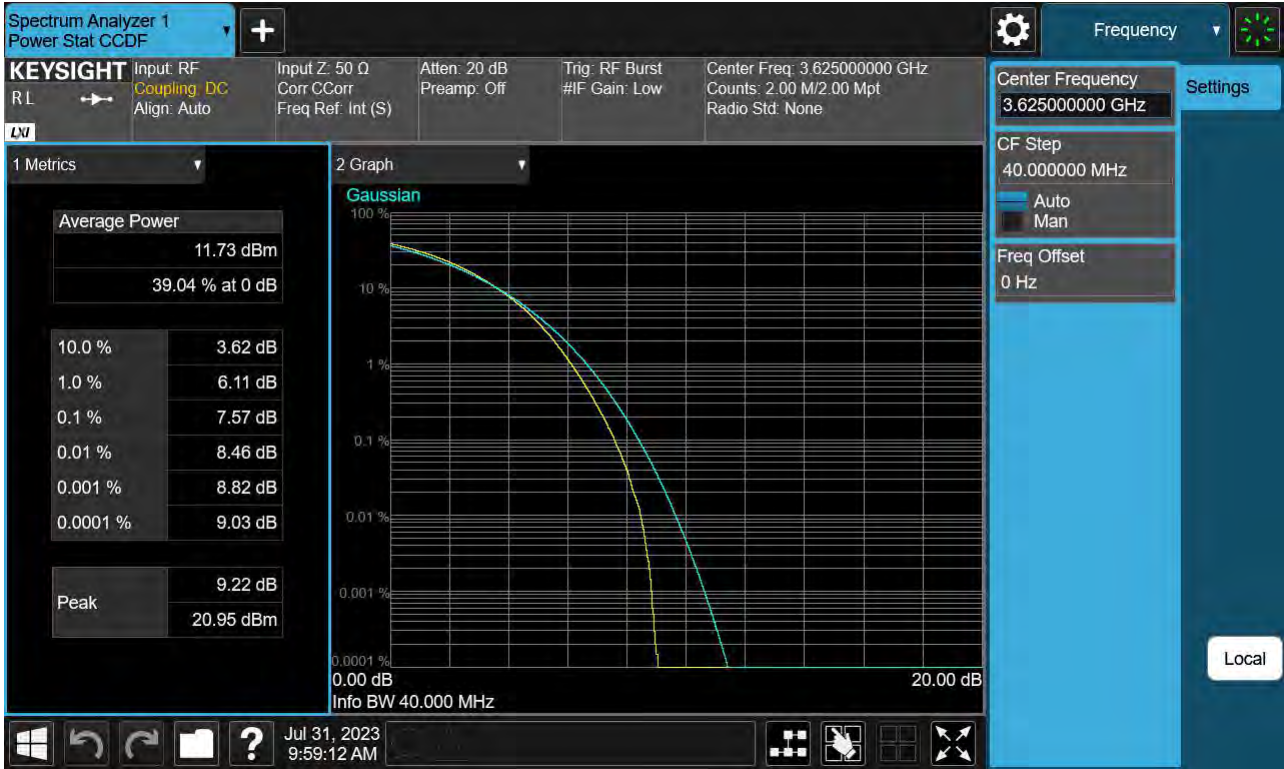 Spectrum Analyzer 1
Power Stat CCDF
+
Frequency
KEYSIGHT
RL
LXI
Input: RF
Coupling: DC
Align: Auto
Input Z: 50 Ω
Corr CCorr
Freq Ref: Int (S)
Atten: 20 dB
Preamp: Off
Trig: RF Burst
#IF Gain: Low
Center Freq: 3.625000000 GHz
Counts: 2.00 M/2.00 Mpt
Radio Std: None
Center Frequency
3.625000000 GHz
Settings
CF Step
40.000000 MHz
Auto
Man
Freq Offset
0 Hz
1 Metrics
Average Power
11.73 dBm
39.04 % at 0 dB
10.0 % 3.62 dB
1.0 % 6.11 dB
0.1 % 7.57 dB
0.01 % 8.46 dB
0.001 % 8.82 dB
0.0001 % 9.03 dB
Peak
9.22 dB
20.95 dBm
2 Graph
Gaussian
100 %
10 %
1 %
0.1 %
0.01 %
0.001 %
0.0001 %
0.00 dB 20.00 dB
Info BW 40.000 MHz
Local
?
Jul 31, 2023
9:59:12 AM